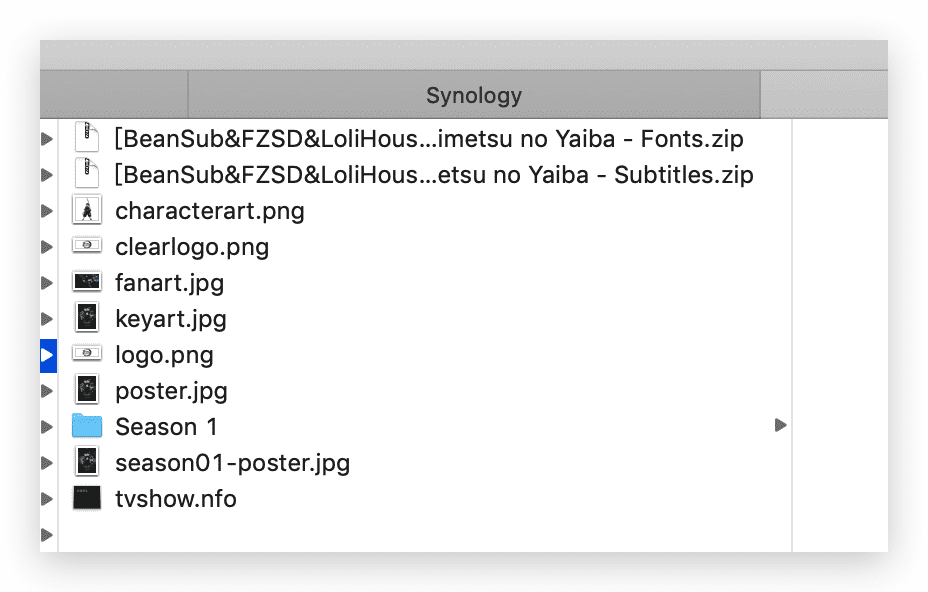 Synology
[BeanSub&FZSD&LoliHous...imetsu no Yaiba - Fonts.zip
[BeanSub&FZSD&LoliHous...etsu no Yaiba - Subtitles.zip
characterart.png
clearlogo.png
fanart.jpg
keyart.jpg
logo.png
poster.jpg
Season 1
season01-poster.jpg
tvshow.nfo